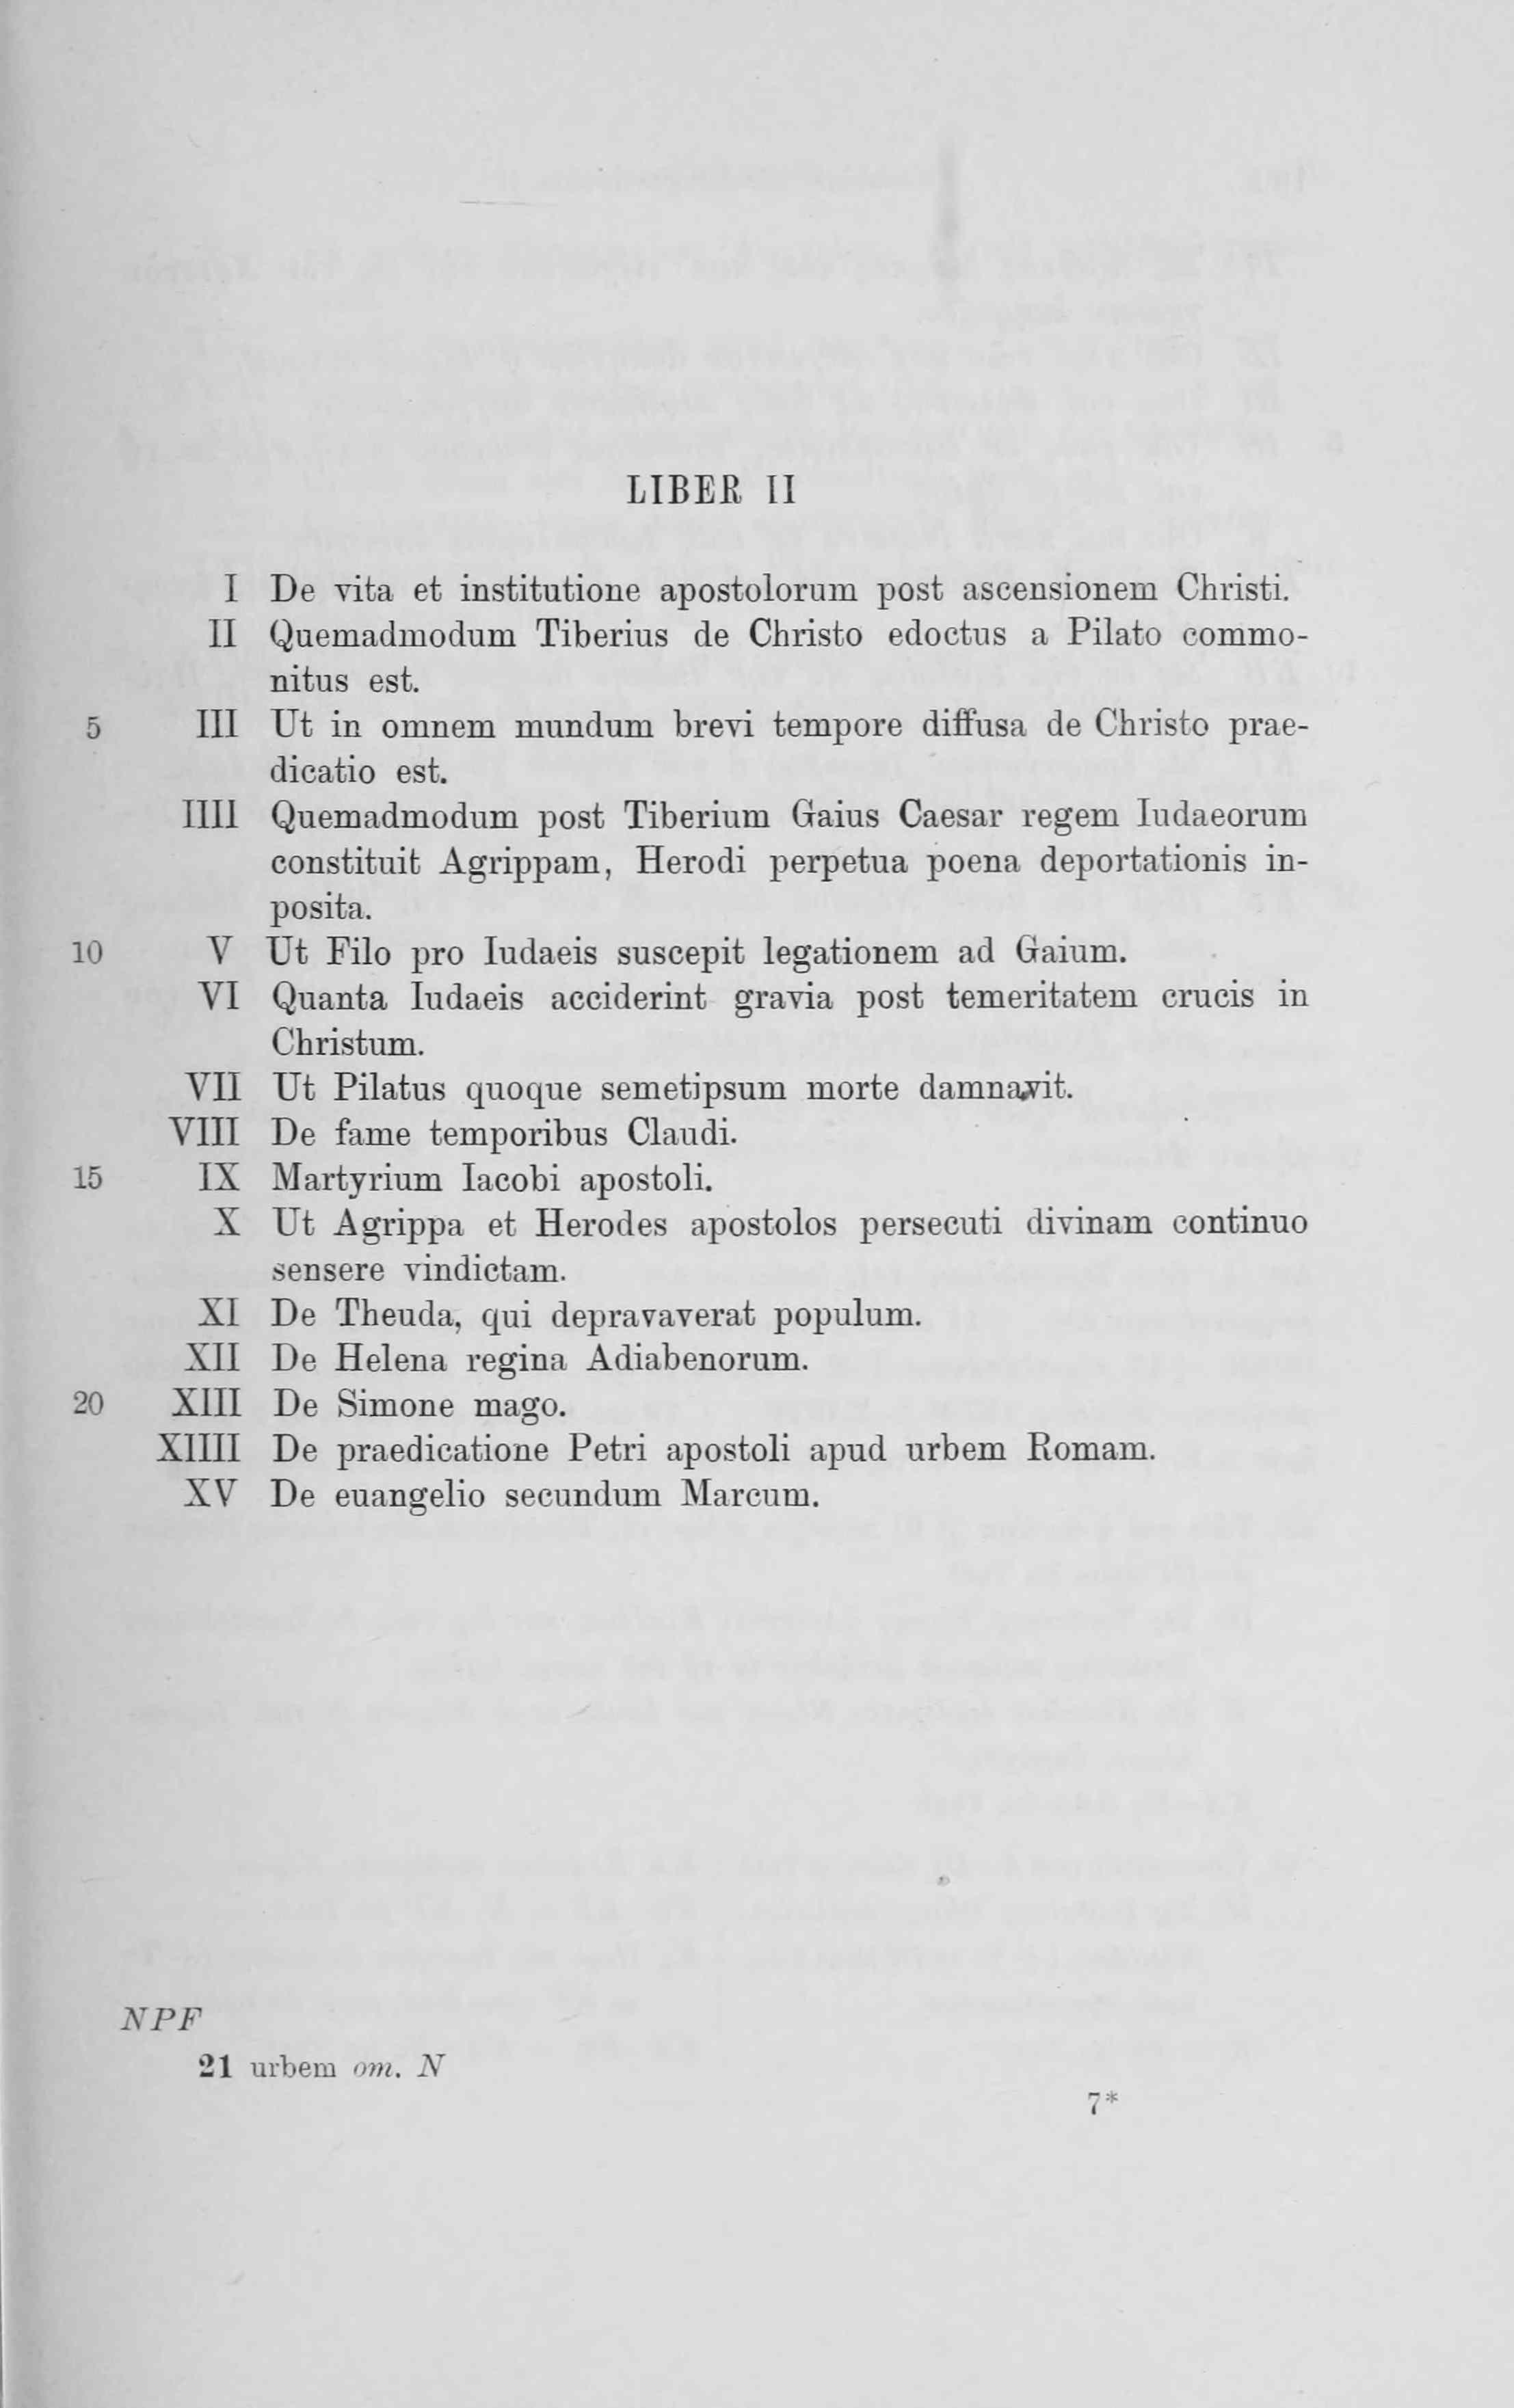 LIBER II
I De vita et institutione apostolorum post ascensionem Christi.
II Quemadmodum Tiberius de Christo edoctus a Pilato commo-
nitus est.
5 III Ut in omnem mundum brevi tempore diffusa de Christo prae-
dicatio est.
IIII Quemadmodum post Tiberium Gaius Caesar regem Iudaeorum
constituit Agrippam, Herodi perpetua poena deportationis in-
posita.
10 V Ut Filo pro Iudaeis suscepit legationem ad Gaium.
VI Quanta Iudaeis acciderint gravia post temeritatem crucis in
Christum.
VII Ut Pilatus quoque semetipsum morte damnavit.
VIII De fame temporibus Claudi.
15 IX Martyrium Iacobi apostoli.
X Ut Agrippa et Herodes apostolos persecuti divinam continuo
sensere vindictam.
XI De Theuda, qui depravaverat populum.
XII De Helena regina Adiabenorum.
20 XIII De Simone mago.
XIIII De praedicatione Petri apostoli apud urbem Romam.
XV De euangelio secundum Marcum.
NPF
21 urbem om. N
7*